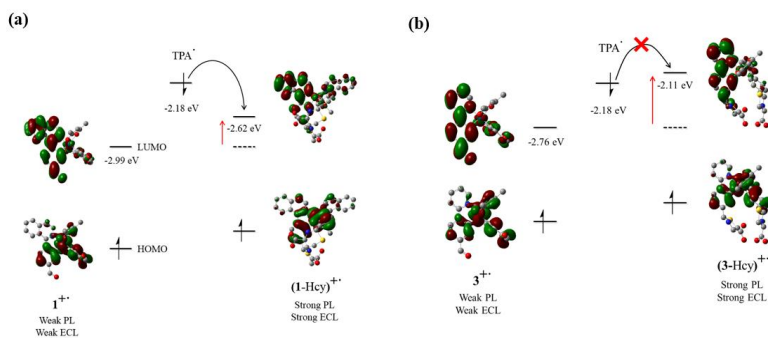 (a)
TPA·
-2.18 eV
-2.62 eV
LUMO
-2.99 eV
HOMO
1+·
Weak PL
Weak ECL
(1-Hcy)+·
Strong PL
Strong ECL
(b)
TPA·
-2.18 eV
-2.11 eV
-2.76 eV
3+·
Weak PL
Weak ECL
(3-Hcy)+·
Strong PL
Strong ECL